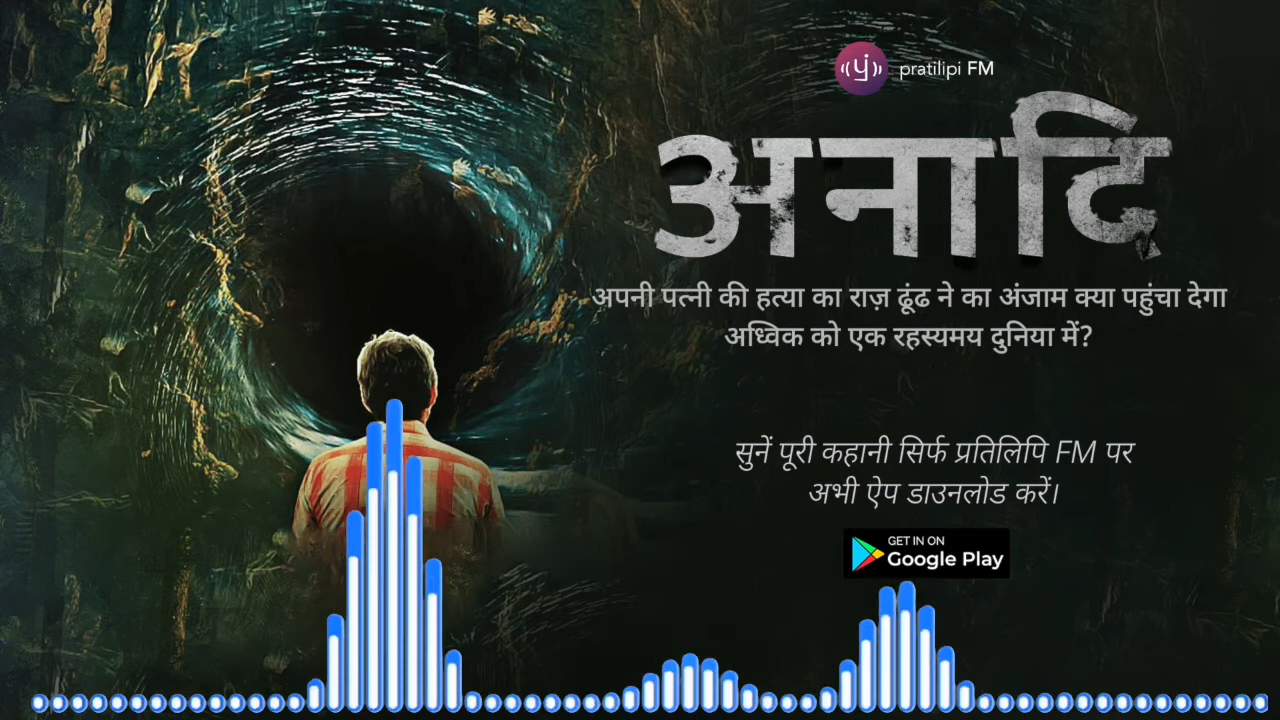 pratilipi FM
अनादि
अपनी पत्नी की हत्या का राज़ ढूंढ ने का अंजाम क्या पहुंचा देगा
अध्विक को एक रहस्यमय दुनिया में?
सुनें पूरी कहानी सिर्फ प्रतिलिपि FM पर
अभी ऐप डाउनलोड करें।
GET IN ON
Google Play